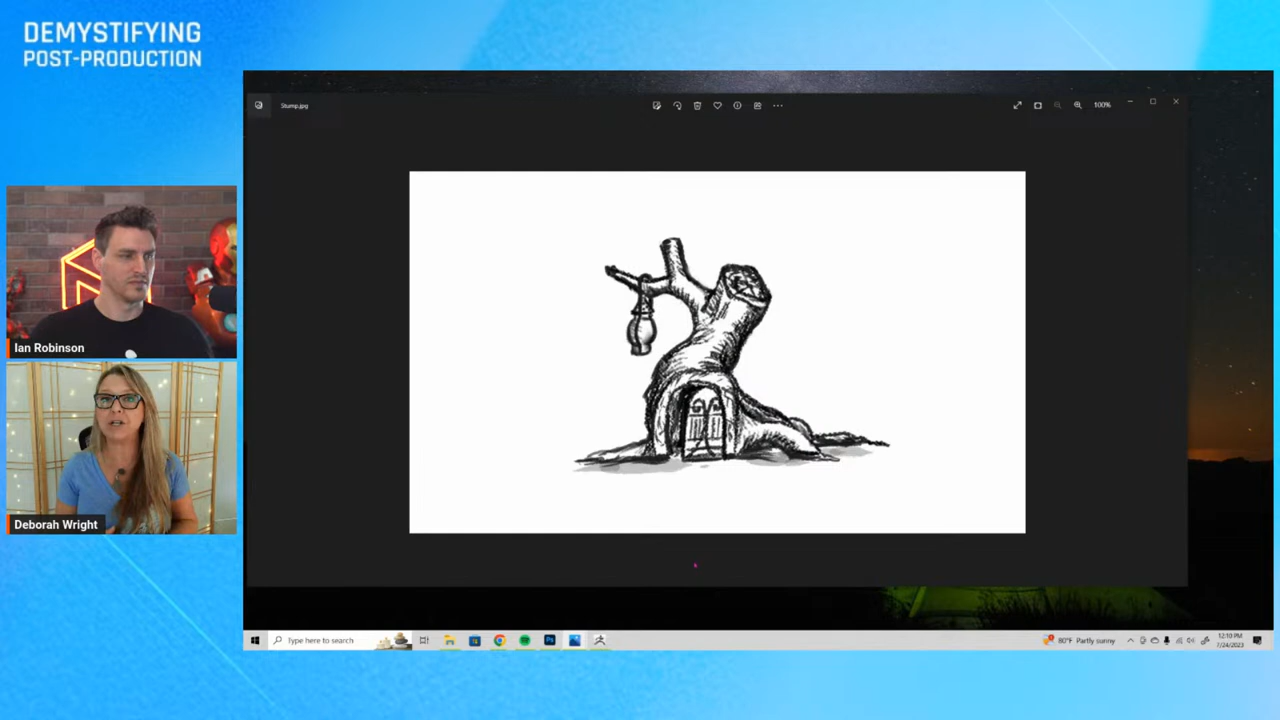 DEMYSTIFYING
POST-PRODUCTION
Stump.jpg
100%
Ian Robinson
Deborah Wright
Type here to search
Ps
80°F Partly sunny
12:10 PM
7/24/2023